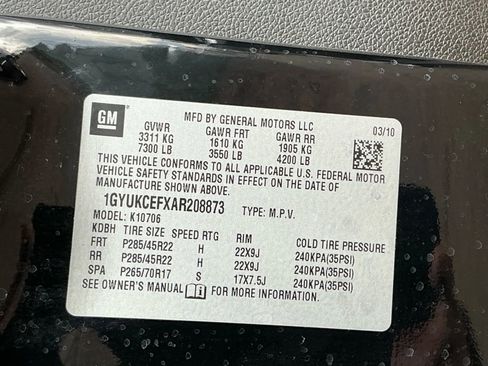 GM
MFD BY GENERAL MOTORS LLC
03/10
GVWR GAWR FRT GAWR RR
3311 KG 1610 KG 1905 KG
7300 LB 3550 LB 4200 LB
THIS VEHICLE CONFORMS TO ALL APPLICABLE U.S. FEDERAL MOTOR
VEHICLE SAFETY STANDARDS IN EFFECT ON THE DATE OF
MANUFACTURE SHOWN ABOVE.
1GYUKCEFXAR208873 TYPE: M.P.V.
MODEL: K10706
KDBH TIRE SIZE SPEED RTG RIM COLD TIRE PRESSURE
FRT P285/45R22 H 22X9J 240KPA(35PSI)
RR P285/45R22 H 22X9J 240KPA(35PSI)
SPA P265/70R17 S 17X7.5J 240KPA(35PSI)
SEE OWNER'S MANUAL FOR MORE INFORMATION.